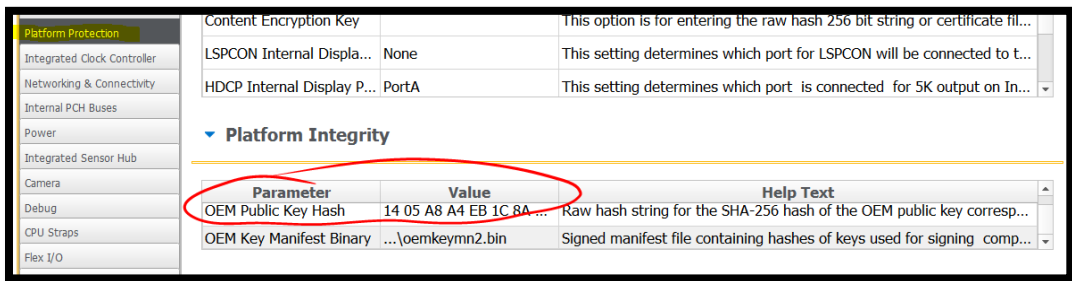 Platform Protection
Integrated Clock Controller
Networking & Connectivity
Internal PCH Buses
Power
Integrated Sensor Hub
Camera
Debug
CPU Straps
Flex I/O
Content Encryption Key This option is for entering the raw hash 256 bit string or certificate fil...
LSPCON Internal Displa... None This setting determines which port for LSPCON will be connected to t...
HDCP Internal Display P... PortA This setting determines which port is connected for 5K output on In...
Platform Integrity
Parameter Value Help Text
OEM Public Key Hash 14 05 A8 A4 EB 1C 8A ... Raw hash string for the SHA-256 hash of the OEM public key corresp...
OEM Key Manifest Binary ...\oemkeymn2.bin Signed manifest file containing hashes of keys used for signing comp...